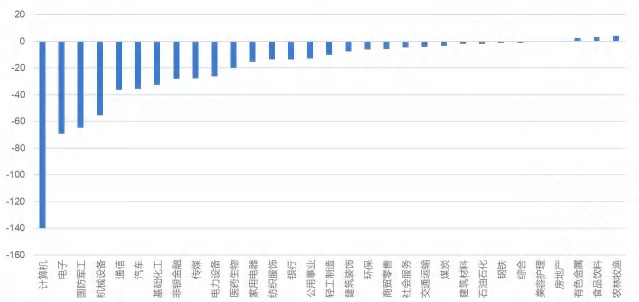 20
0
-20
-40
-60
-80
-100
-120
-140
-160
计算机
电子
国防军工
机械设备
通信
汽车
基础化工
非银金融
传媒
电力设备
医药生物
家用电器
纺织服饰
银行
公用事业
轻工制造
建筑装饰
环保
商贸零售
社会服务
交通运输
煤炭
建筑材料
石油石化
钢铁
综合
美容护理
房地产
有色金属
食品饮料
农林牧渔